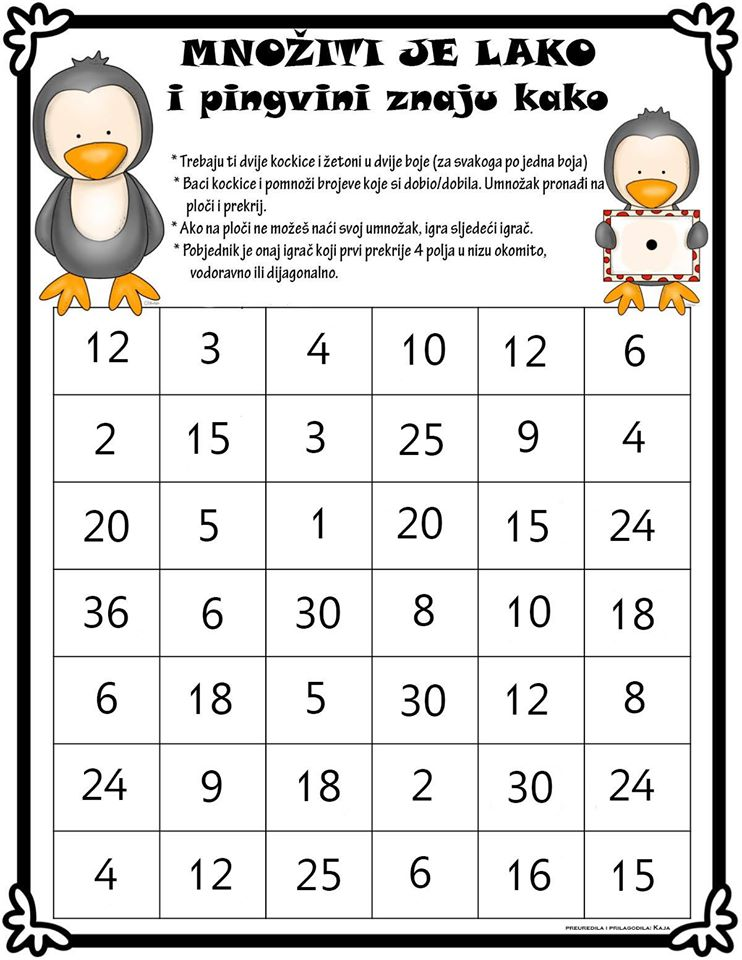 MNOŽITI JE LAKO
i pingvini znaju kako
* Trebaju ti dvije kockice i žetoni u dvije boje (za svakoga po jedna boja)
* Baci kockice i pomnoži brojeve koje si dobio/dobila. Umnožak pronađi na
ploči i prekrij.
* Ako na ploči ne možeš naći svoj umnožak, igra sljedeći igrač.
* Pobjednik je onaj igrač koji prvi prekrije 4 polja u nizu okomito,
vodoravno ili dijagonalno.
12 3 4 10 12 6
2 15 3 25 9 4
20 5 1 20 15 24
36 6 30 8 10 18
6 18 5 30 12 8
24 9 18 2 30 24
4 12 25 6 16 15
PREUREDILA I PRILAGODILA: KAJA